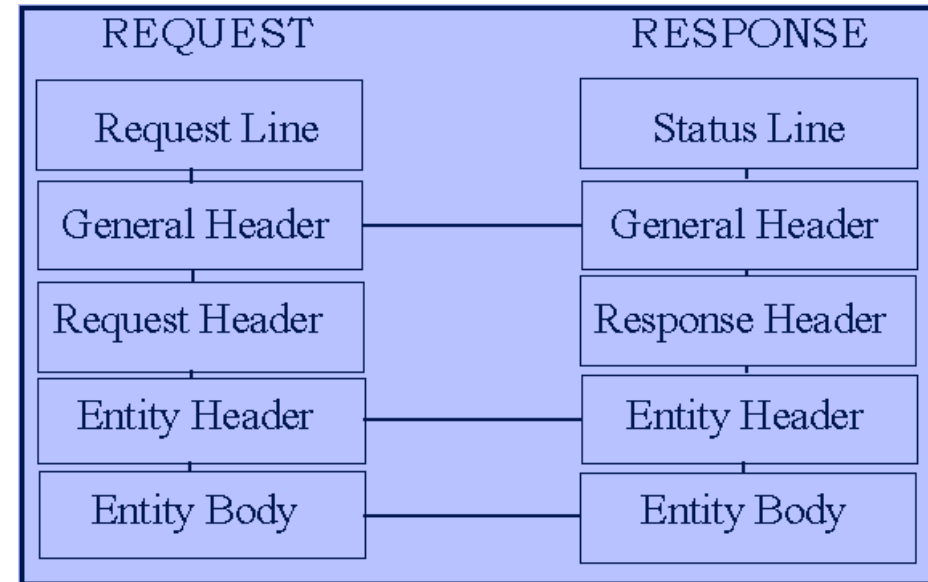 REQUEST RESPONSE
Request Line Status Line
General Header General Header
Request Header Response Header
Entity Header Entity Header
Entity Body Entity Body